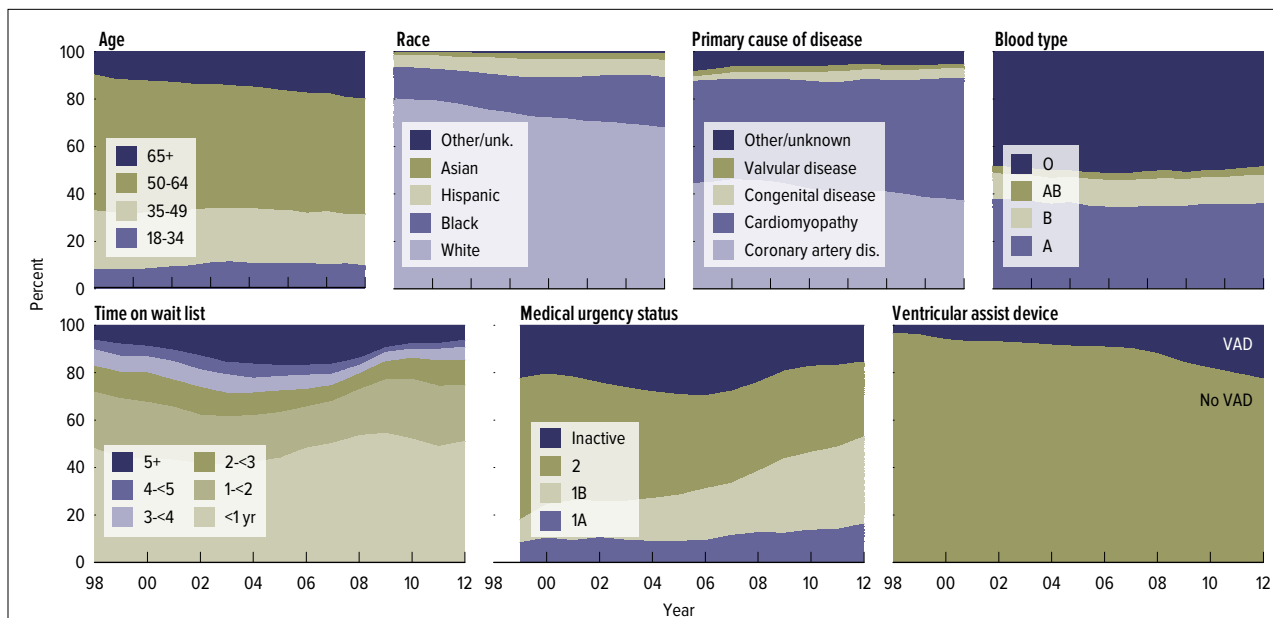 Age
Race
Primary cause of disease
Blood type
100
80
60
40
20
0
65+
50-64
35-49
18-34
Other/unk.
Asian
Hispanic
Black
White
Other/unknown
Valvular disease
Congenital disease
Cardiomyopathy
Coronary artery dis.
O
AB
B
A
Percent
Time on wait list
Medical urgency status
Ventricular assist device
100
80
60
40
20
0
5+ 2-<3
4-<5 1-<2
3-<4 <1 yr
Inactive
2
1B
1A
VAD
No VAD
98 00 02 04 06 08 10 12
98 00 02 04 06 08 10 12
98 00 02 04 06 08 10 12
Year